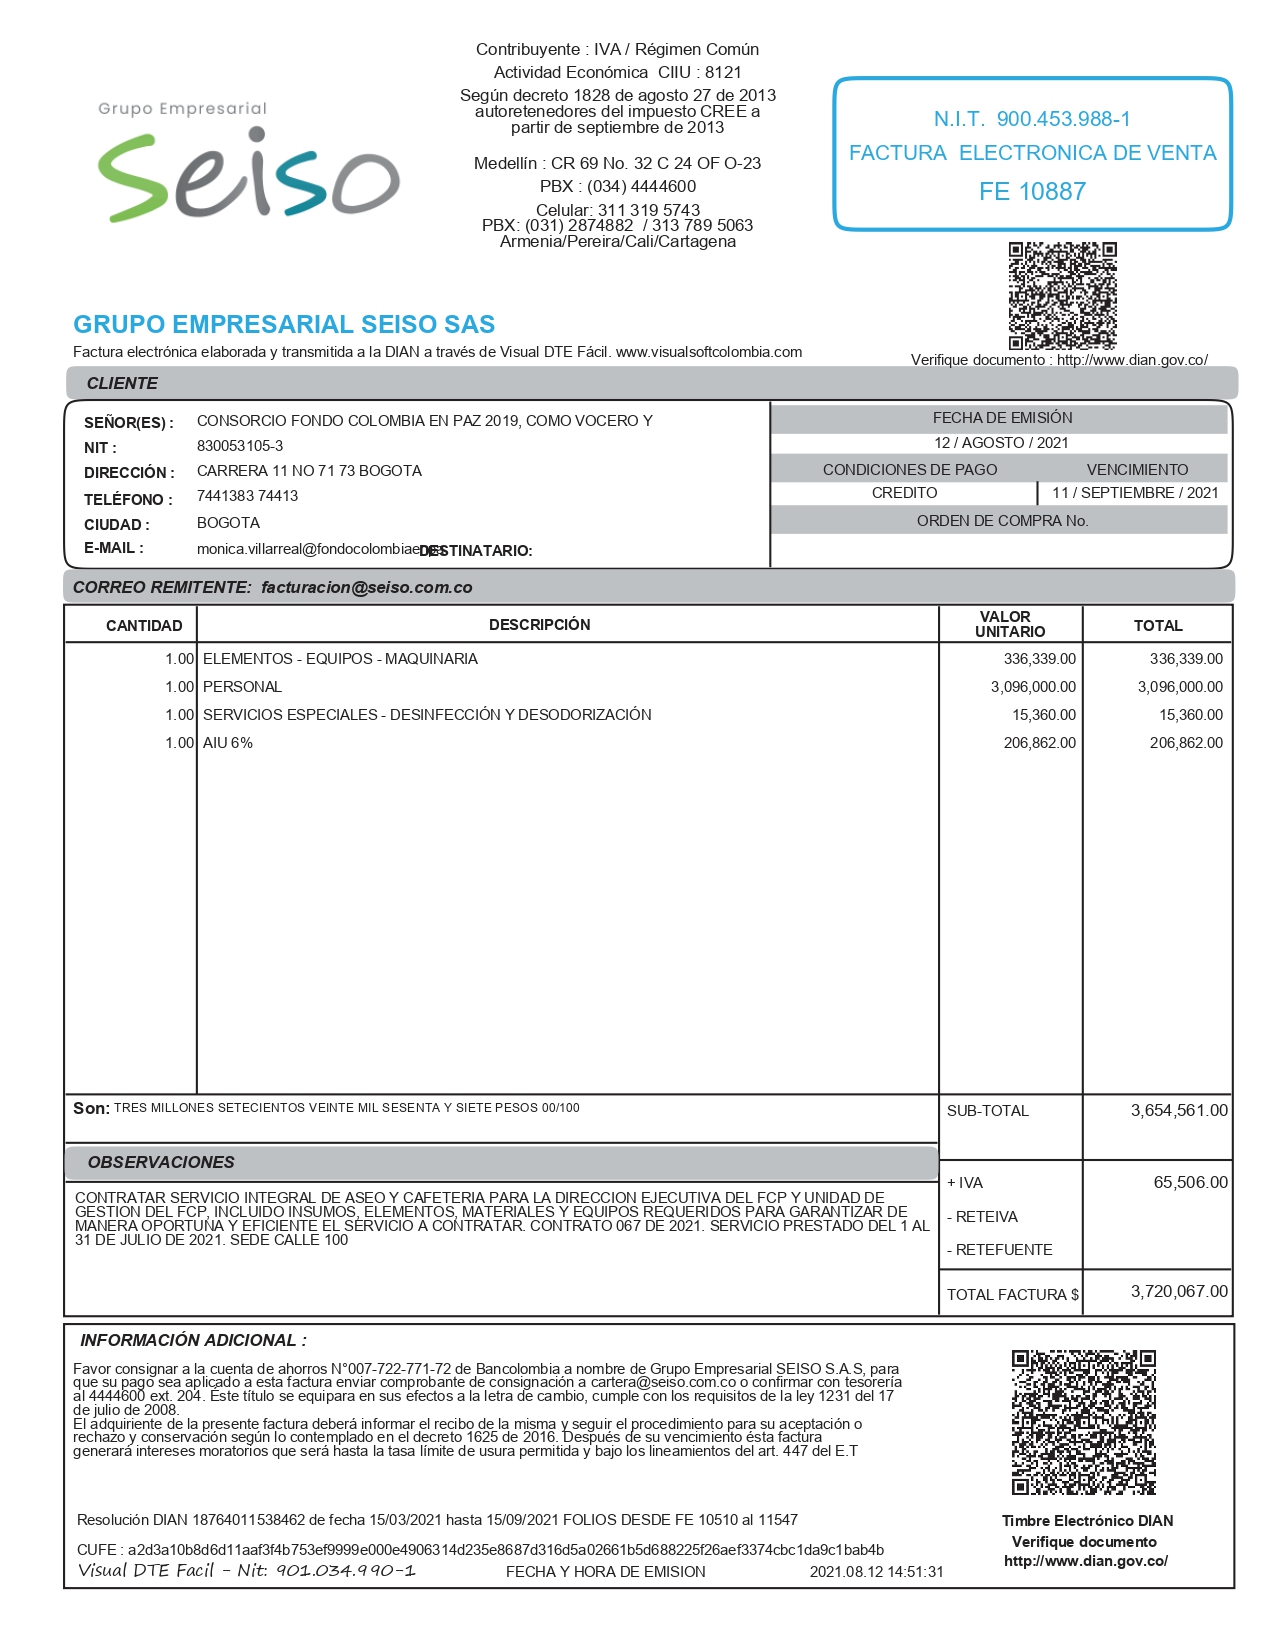 Grupo Empresarial
Seiso
Contribuyente : IVA / Régimen Común
Actividad Económica  CIIU : 8121
Según decreto 1828 de agosto 27 de 2013
autoretenedores del impuesto CREE a
partir de septiembre de 2013
Medellín : CR 69 No. 32 C 24 OF O-23
PBX : (034) 4444600
Celular: 311 319 5743
PBX: (031) 2874882  / 313 789 5063
Armenia/Pereira/Cali/Cartagena
N.I.T.  900.453.988-1
FACTURA  ELECTRONICA DE VENTA
FE 10887
GRUPO EMPRESARIAL SEISO SAS
Factura electrónica elaborada y transmitida a la DIAN a través de Visual DTE Fácil. www.visualsoftcolombia.com
Verifique documento : http://www.dian.gov.co/
CLIENTE
SEÑOR(ES) : CONSORCIO FONDO COLOMBIA EN PAZ 2019, COMO VOCERO Y
NIT : 830053105-3
DIRECCIÓN : CARRERA 11 NO 71 73 BOGOTA
TELÉFONO : 7441383 74413
CIUDAD : BOGOTA
E-MAIL : monica.villarreal@fondocolombiaenpa DESTINATARIO:
FECHA DE EMISIÓN
12 / AGOSTO / 2021
CONDICIONES DE PAGO VENCIMIENTO
CREDITO 11 / SEPTIEMBRE / 2021
ORDEN DE COMPRA No.
CORREO REMITENTE:  facturacion@seiso.com.co
CANTIDAD DESCRIPCIÓN VALOR UNITARIO TOTAL
1.00 ELEMENTOS - EQUIPOS - MAQUINARIA 336,339.00 336,339.00
1.00 PERSONAL 3,096,000.00 3,096,000.00
1.00 SERVICIOS ESPECIALES - DESINFECCIÓN Y DESODORIZACIÓN 15,360.00 15,360.00
1.00 AIU 6% 206,862.00 206,862.00
Son: TRES MILLONES SETECIENTOS VEINTE MIL SESENTA Y SIETE PESOS 00/100
SUB-TOTAL 3,654,561.00
OBSERVACIONES
CONTRATAR SERVICIO INTEGRAL DE ASEO Y CAFETERIA PARA LA DIRECCION EJECUTIVA DEL FCP Y UNIDAD DE
GESTION DEL FCP, INCLUIDO INSUMOS, ELEMENTOS, MATERIALES Y EQUIPOS REQUERIDOS PARA GARANTIZAR DE
MANERA OPORTUNA Y EFICIENTE EL SERVICIO A CONTRATAR. CONTRATO 067 DE 2021. SERVICIO PRESTADO DEL 1 AL
31 DE JULIO DE 2021. SEDE CALLE 100
+ IVA 65,506.00
- RETEIVA
- RETEFUENTE
TOTAL FACTURA $ 3,720,067.00
INFORMACIÓN ADICIONAL :
Favor consignar a la cuenta de ahorros N°007-722-771-72 de Bancolombia a nombre de Grupo Empresarial SEISO S.A.S, para
que su pago sea aplicado a esta factura enviar comprobante de consignación a cartera@seiso.com.co o confirmar con tesorería
al 4444600 ext. 204. Éste título se equipara en sus efectos a la letra de cambio, cumple con los requisitos de la ley 1231 del 17
de julio de 2008.
El adquiriente de la presente factura deberá informar el recibo de la misma y seguir el procedimiento para su aceptación o
rechazo y conservación según lo contemplado en el decreto 1625 de 2016. Después de su vencimiento ésta factura
generará intereses moratorios que será hasta la tasa límite de usura permitida y bajo los lineamientos del art. 447 del E.T
Resolución DIAN 18764011538462 de fecha 15/03/2021 hasta 15/09/2021 FOLIOS DESDE FE 10510 al 11547
CUFE : a2d3a10b8d6d11aaf3f4b753ef9999e000e4906314d235e8687d316d5a02661b5d688225f26aef3374cbc1da9c1bab4b
Visual DTE Facil - Nit: 901.034.990-1 FECHA Y HORA DE EMISION 2021.08.12 14:51:31
Timbre Electrónico DIAN
Verifique documento
http://www.dian.gov.co/